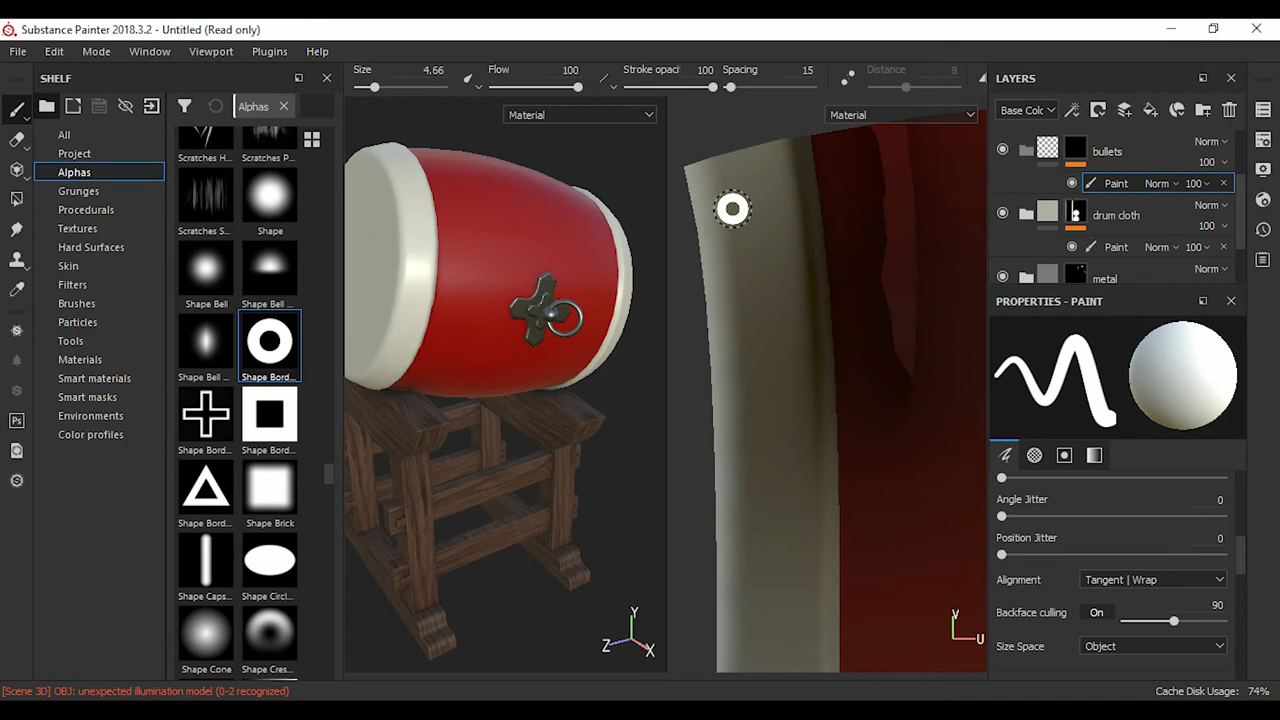 Substance Painter 2018.3.2 - Untitled (Read only)
File Edit Mode Window Viewport Plugins Help
SHELF
Size 4.66 Flow 100 Stroke opaci 100 Spacing 15 Distance 8
LAYERS
Alphas
Material
Material
Base Col
All
Project
Alphas
Grunges
Procedurals
Textures
Hard Surfaces
Skin
Filters
Brushes
Particles
Tools
Materials
Smart materials
Smart masks
Environments
Color profiles
Ps
Scratches H...
Scratches P...
Scratches S...
Shape
Shape Bell
Shape Bell ...
Shape Bell ...
Shape Bord...
Shape Bord...
Shape Bord...
Shape Bord...
Shape Brick
Shape Caps...
Shape Circl...
Shape Cone
Shape Cres...
Y
Z
X
V
U
bullets Norm 100
Paint Norm 100
drum cloth Norm 100
Paint Norm 100
metal Norm
PROPERTIES - PAINT
Angle Jitter 0
Position Jitter 0
Alignment Tangent | Wrap
Backface culling On 90
Size Space Object
[Scene 3D] OBJ: unexpected illumination model (0-2 recognized)
Cache Disk Usage: 74%